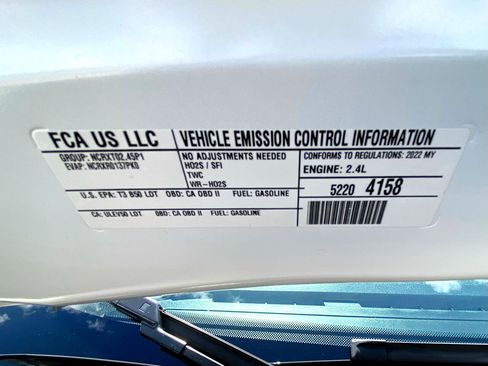 FCA US LLC
VEHICLE EMISSION CONTROL INFORMATION
GROUP: NCRXT02.45P1
EVAP: NCRXR0137PK0
NO ADJUSTMENTS NEEDED
HO2S / SFI
TWC
WR-HO2S
CONFORMS TO REGULATIONS: 2022 MY
ENGINE: 2.4L
U.S. EPA: T3 B50 LDT OBD: CA OBD II FUEL: GASOLINE
CA: ULEV50 LDT OBD: CA OBD II FUEL: GASOLINE
5220 4158